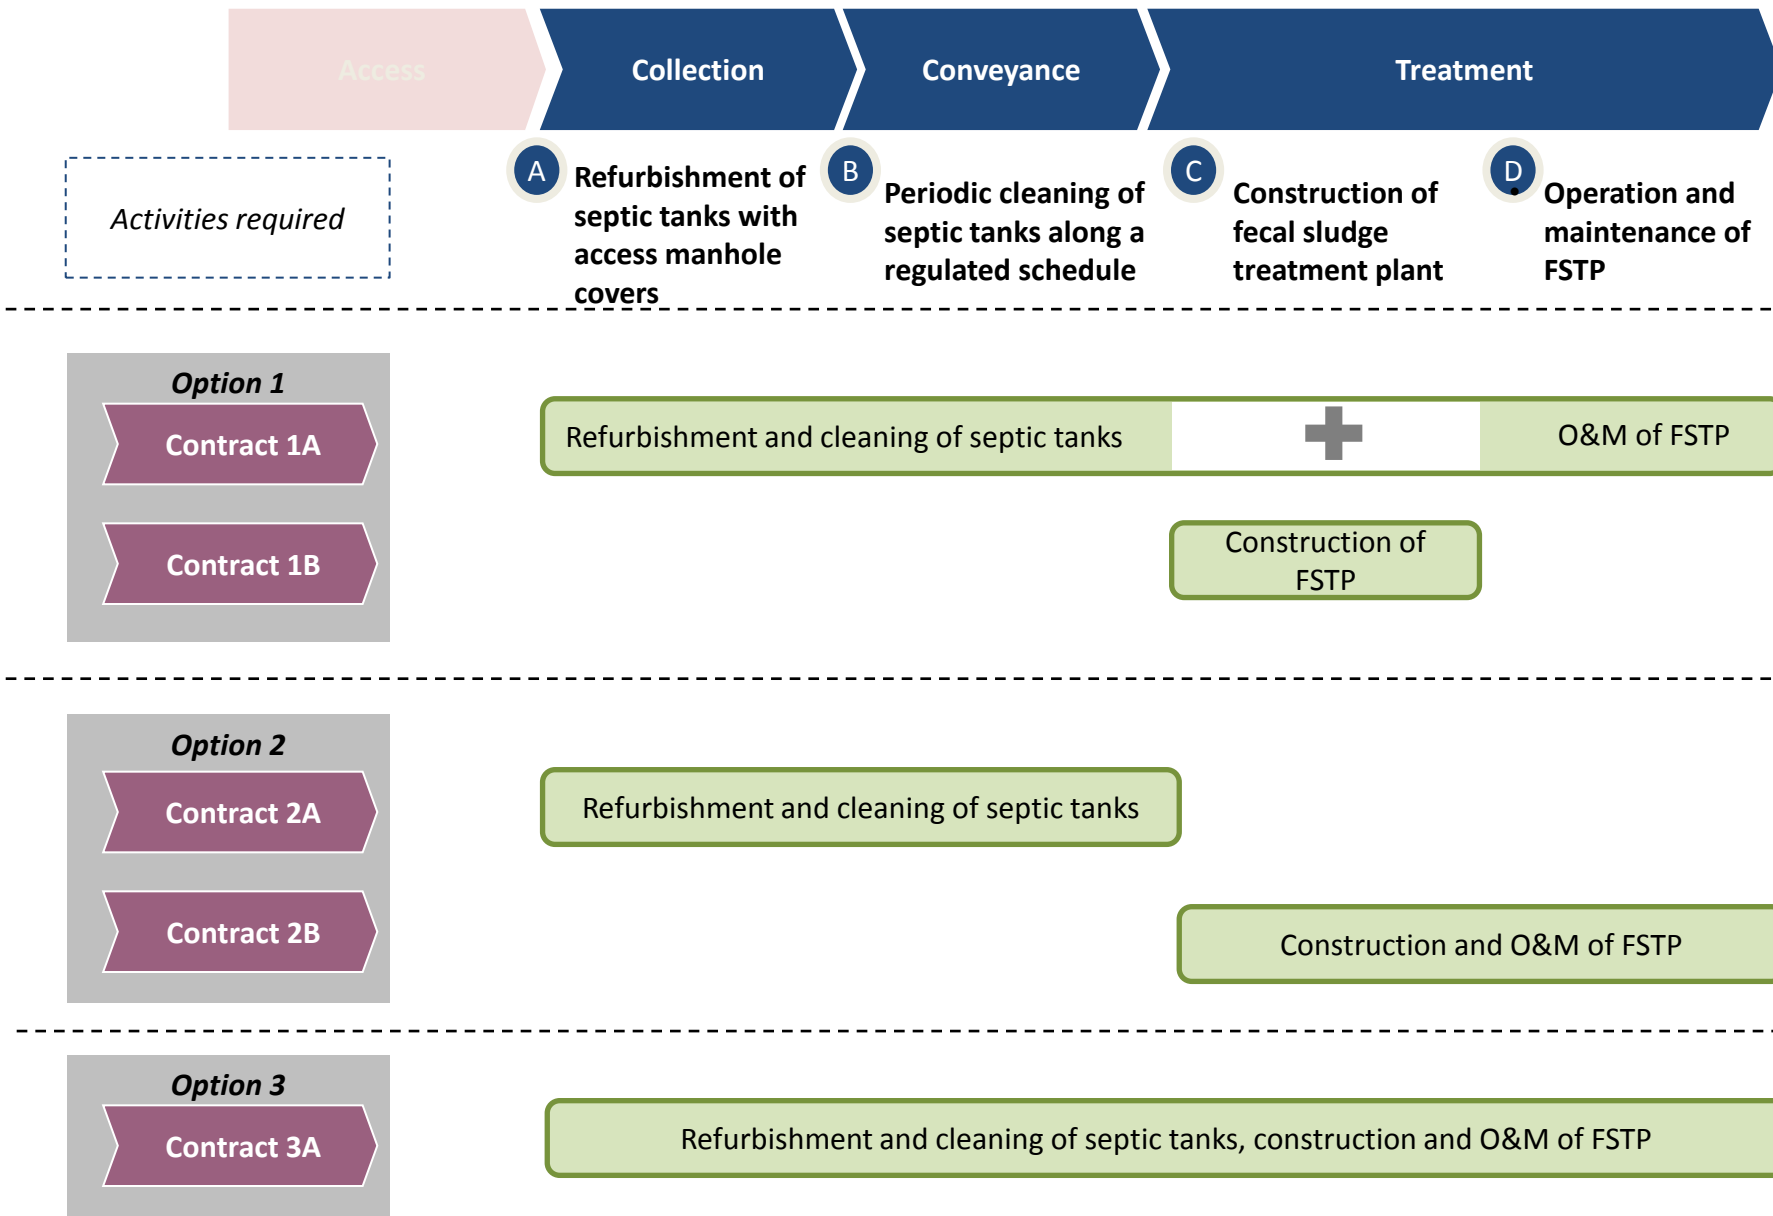 Access
Collection
Conveyance
Treatment
Activities required
A
Refurbishment of
septic tanks with
access manhole
covers
B
Periodic cleaning of
septic tanks along a
regulated schedule
C
Construction of
fecal sludge
treatment plant
D
• Operation and
maintenance of
FSTP
Option 1
Contract 1A
Refurbishment and cleaning of septic tanks
O&M of FSTP
Contract 1B
Construction of
FSTP
Option 2
Contract 2A
Refurbishment and cleaning of septic tanks
Contract 2B
Construction and O&M of FSTP
Option 3
Contract 3A
Refurbishment and cleaning of septic tanks, construction and O&M of FSTP